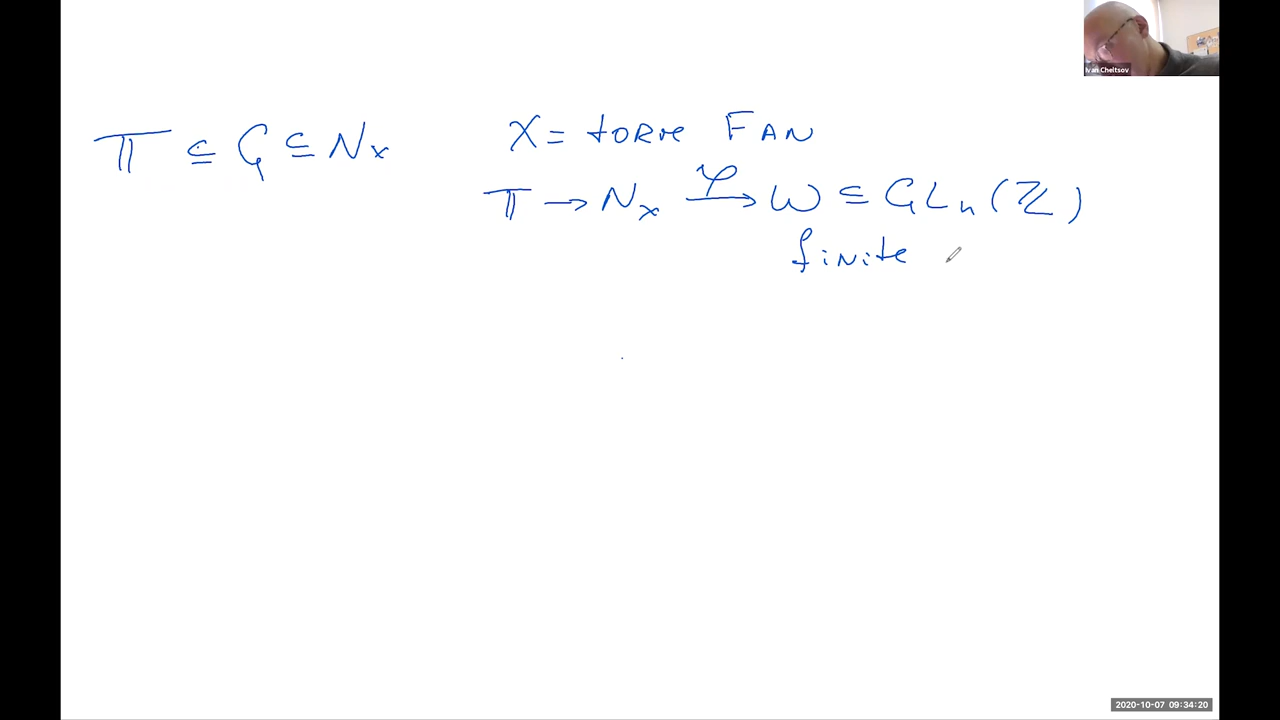 Ivan Cheltsov
𝕋 ⊆ G ⊆ Nₓ
X = toric FAN
𝕋 → Nₓ →^φ W ⊆ GLₙ(ℤ)
finite
2020-10-07 09:34:20